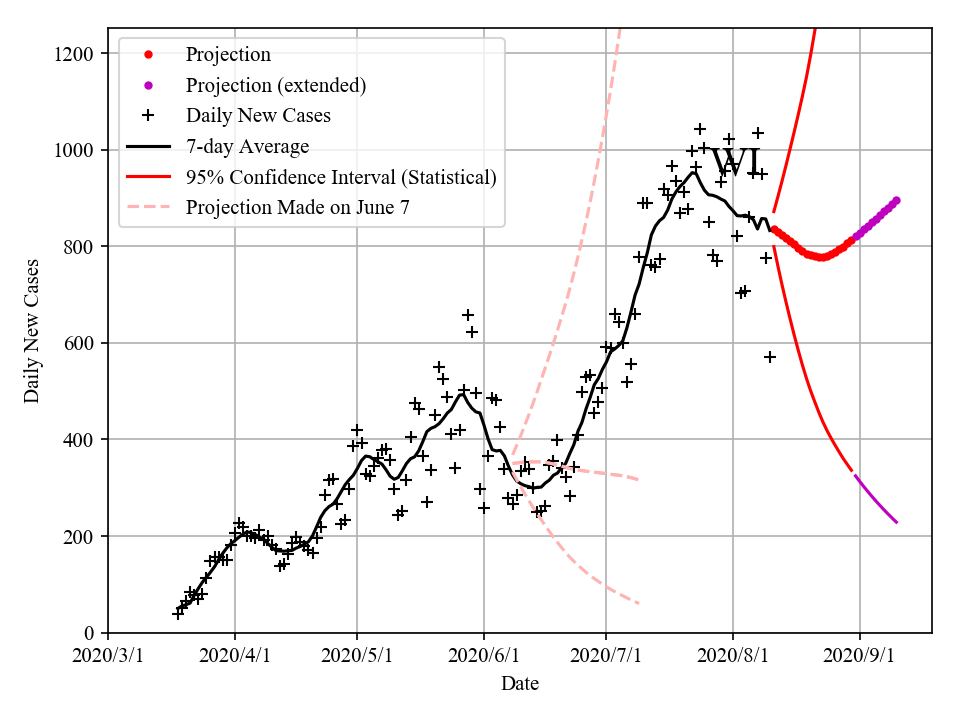 Projection
Projection (extended)
Daily New Cases
7-day Average
95% Confidence Interval (Statistical)
Projection Made on June 7
WI
1200
1000
800
600
400
200
0
Daily New Cases
2020/3/1 2020/4/1 2020/5/1 2020/6/1 2020/7/1 2020/8/1 2020/9/1
Date